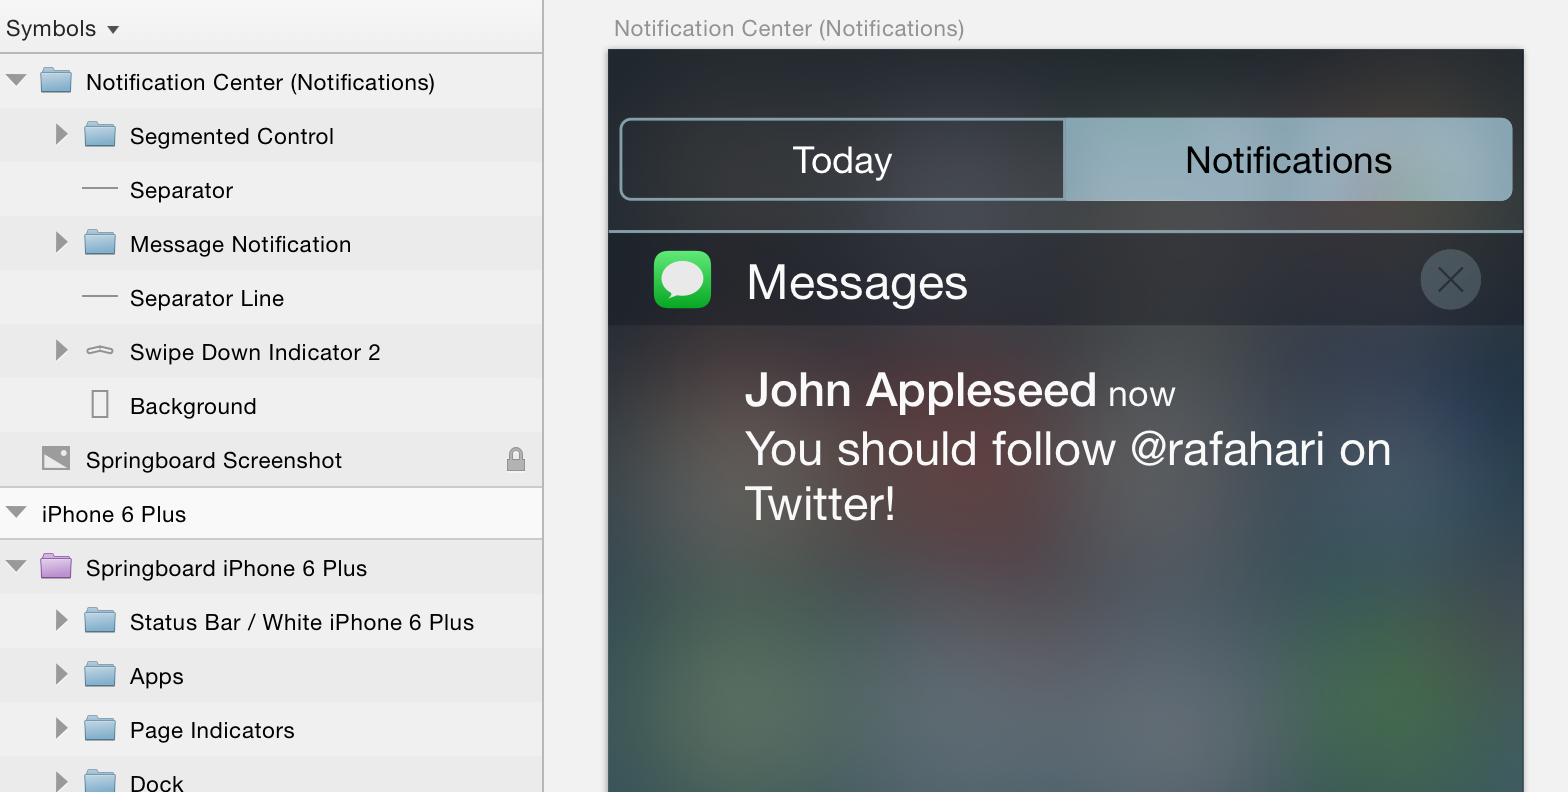 Symbols
Notification Center (Notifications)
Segmented Control
Separator
Message Notification
Separator Line
Swipe Down Indicator 2
Background
Springboard Screenshot
iPhone 6 Plus
Springboard iPhone 6 Plus
Status Bar / White iPhone 6 Plus
Apps
Page Indicators
Dock
Notification Center (Notifications)
Today
Notifications
Messages
John Appleseed now
You should follow @rafahari on
Twitter!